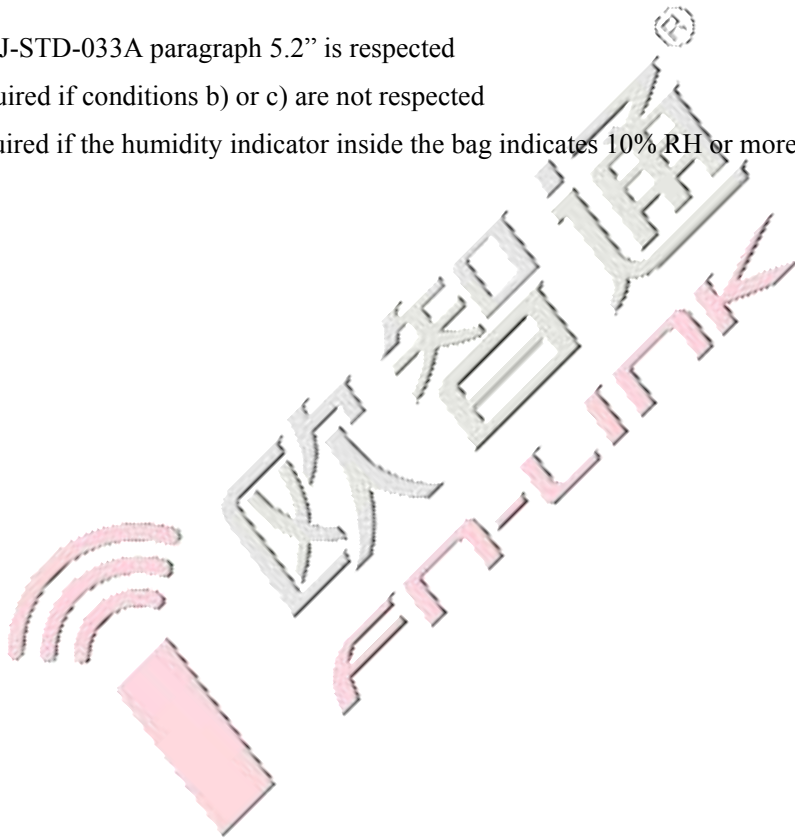 J-STD-033A paragraph 5.2” is respected
uired if conditions b) or c) are not respected
uired if the humidity indicator inside the bag indicates 10% RH or more
®
欧智通
FN-LINK